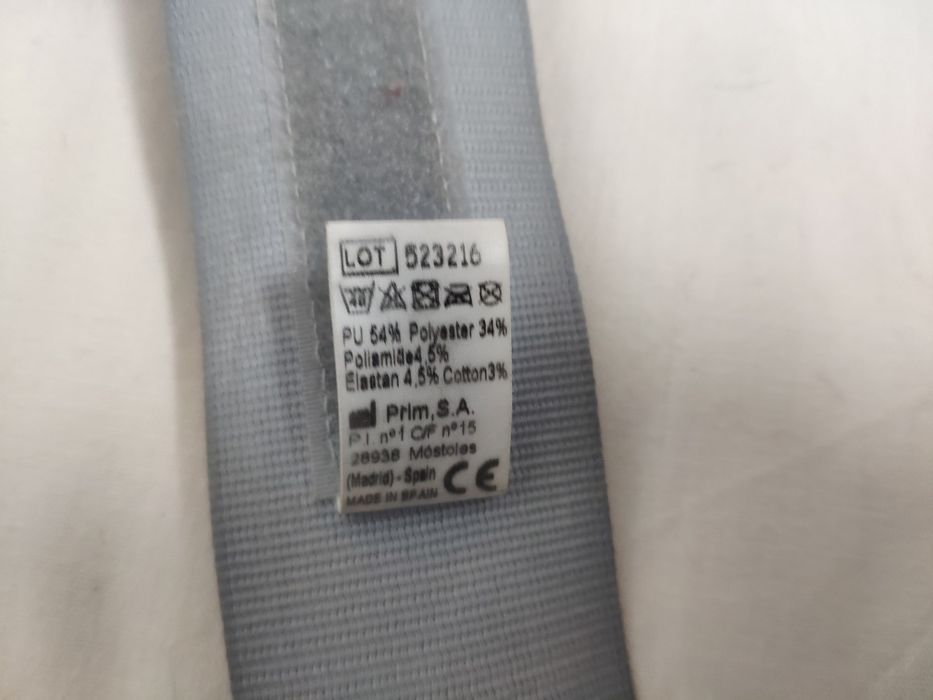 LOT 523216
PU 54% Polyester 34%
Poliamide4,5%
Elastan 4,5% Cotton3%
Prim,S.A.
P.I. nº1 C/F nº15
28938 Móstoles
(Madrid) - Spain CE
MADE IN SPAIN